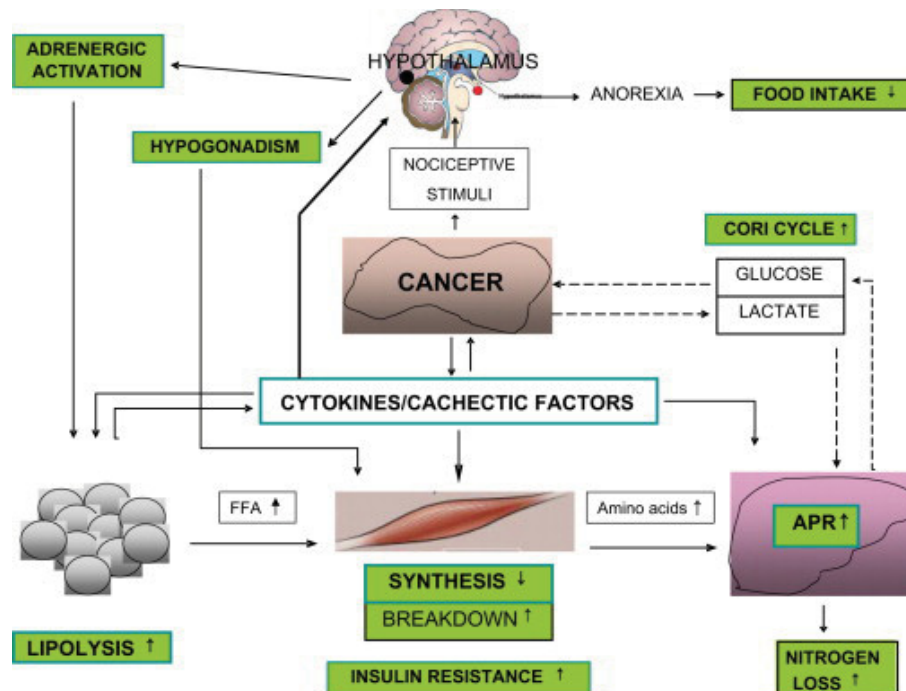 ADRENERGIC
ACTIVATION
HYPOTHALAMUS
Hypothalamus
ANOREXIA
FOOD INTAKE ↓
HYPOGONADISM
NOCICEPTIVE
STIMULI
CORI CYCLE ↑
GLUCOSE
LACTATE
CANCER
CYTOKINES/CACHECTIC FACTORS
FFA ↑
Amino acids ↑
APR ↑
SYNTHESIS ↓
BREAKDOWN ↑
LIPOLYSIS ↑
INSULIN RESISTANCE ↑
NITROGEN
LOSS ↑